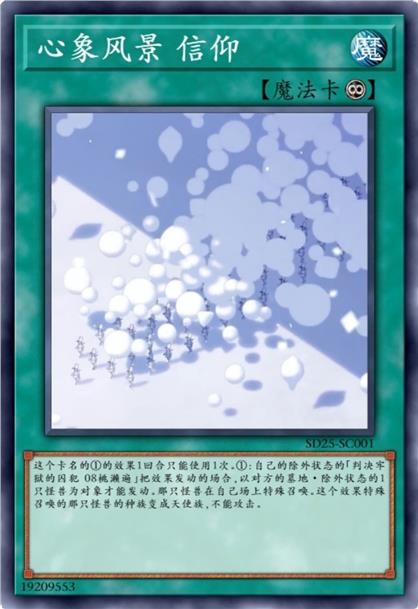 心象风景 信仰
魔
【魔法卡】
SD25-SC001
这个卡名的①的效果1回合只能使用1次。①:自己的除外状态的「判决牢
狱的囚犯 08桃濑遍」把效果发动的场合,以对方的墓地·除外状态的1
只怪兽为对象才能发动。那只怪兽在自己场上特殊召唤。这个效果特殊
召唤的那只怪兽的种族变成天使族,不能攻击。
19209553